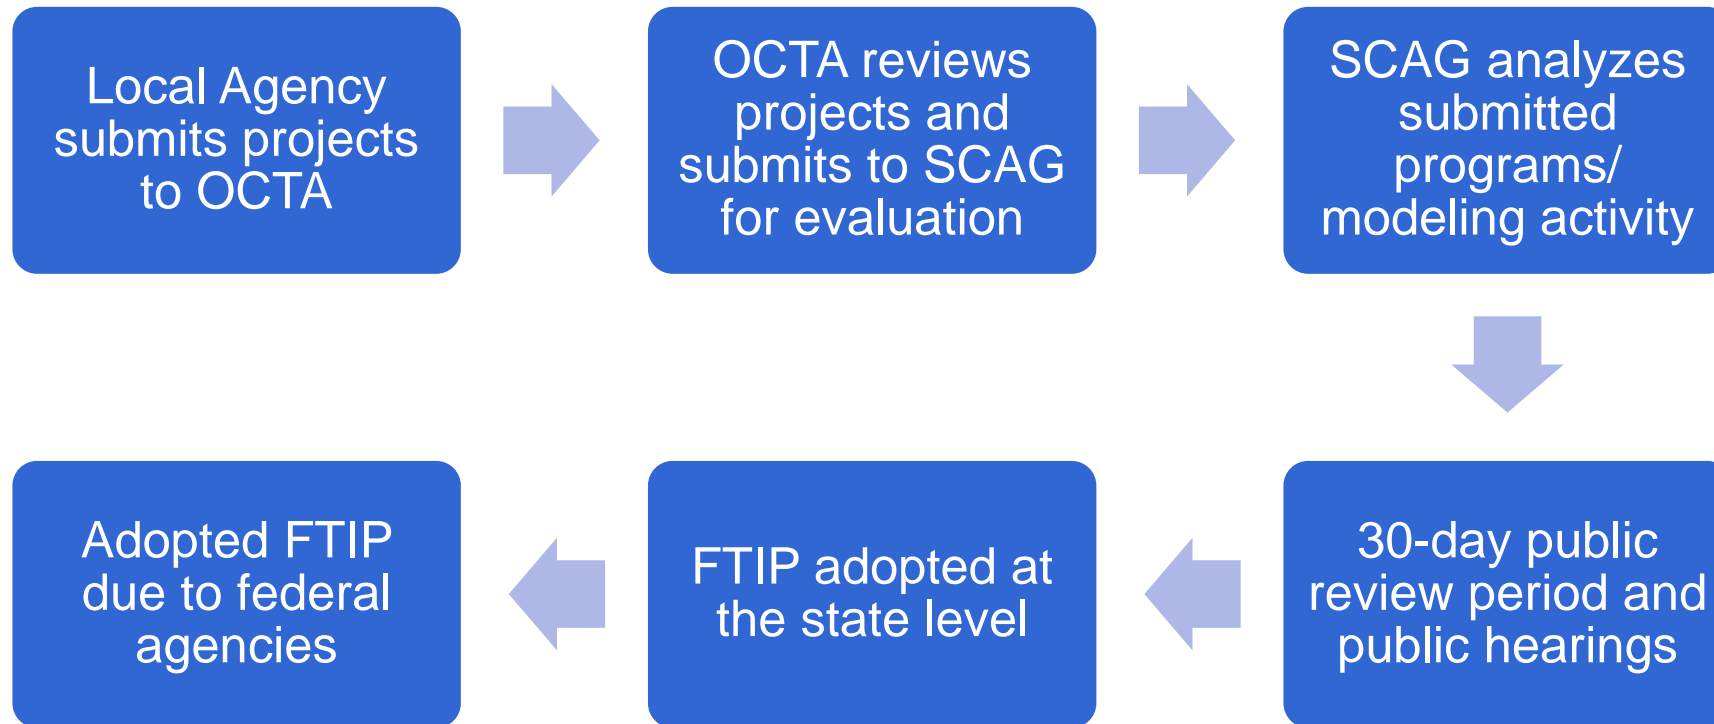 Local Agency
submits projects
to OCTA
OCTA reviews
projects and
submits to SCAG
for evaluation
SCAG analyzes
submitted
programs/
modeling activity
30-day public
review period and
public hearings
FTIP adopted at
the state level
Adopted FTIP
due to federal
agencies